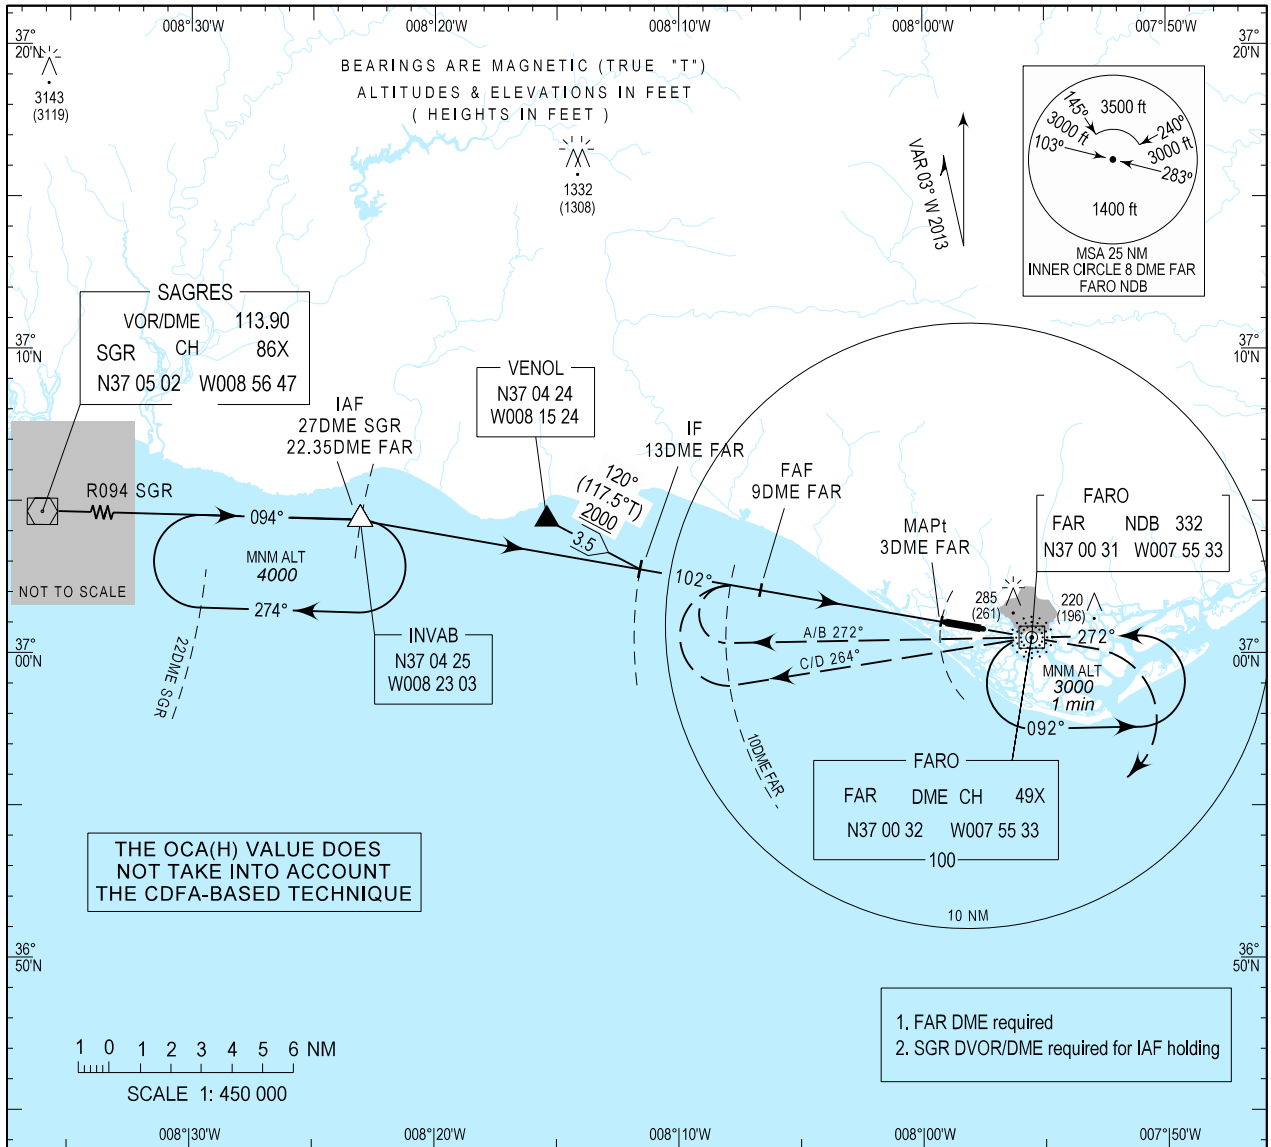 008°30'W 008°20'W 008°10'W 008°00'W 007°50'W
37°
20'N
37°
20'N
3143
(3119)
BEARINGS ARE MAGNETIC (TRUE "T")
ALTITUDES & ELEVATIONS IN FEET
( HEIGHTS IN FEET )
1332
(1308)
VAR 03° W 2013
3500 ft
145°
3000 ft
103°
240°
3000 ft
283°
1400 ft
MSA 25 NM
INNER CIRCLE 8 DME FAR
FARO NDB
37°
10'N
37°
10'N
SAGRES
VOR/DME 113.90
SGR CH 86X
N37 05 02 W008 56 47
VENOL
N37 04 24
W008 15 24
IAF
27DME SGR
22.35DME FAR
IF
13DME FAR
FAF
9DME FAR
MAPt
3DME FAR
FARO
FAR NDB 332
N37 00 31 W007 55 33
R094 SGR
094°
MNM ALT
4000
274°
NOT TO SCALE
22DME SGR
120°
(117.5°T)
2000
3.5
102°
INVAB
N37 04 25
W008 23 03
A/B 272°
C/D 264°
10DME FAR
285
(261)
220
(196)
272°
MNM ALT
3000
1 min
092°
37°
00'N
37°
00'N
FARO
FAR DME CH 49X
N37 00 32 W007 55 33
100
10 NM
THE OCA(H) VALUE DOES
NOT TAKE INTO ACCOUNT
THE CDFA-BASED TECHNIQUE
36°
50'N
36°
50'N
1. FAR DME required
2. SGR DVOR/DME required for IAF holding
1 0 1 2 3 4 5 6 NM
SCALE 1: 450 000
008°30'W 008°20'W 008°10'W 008°00'W 007°50'W